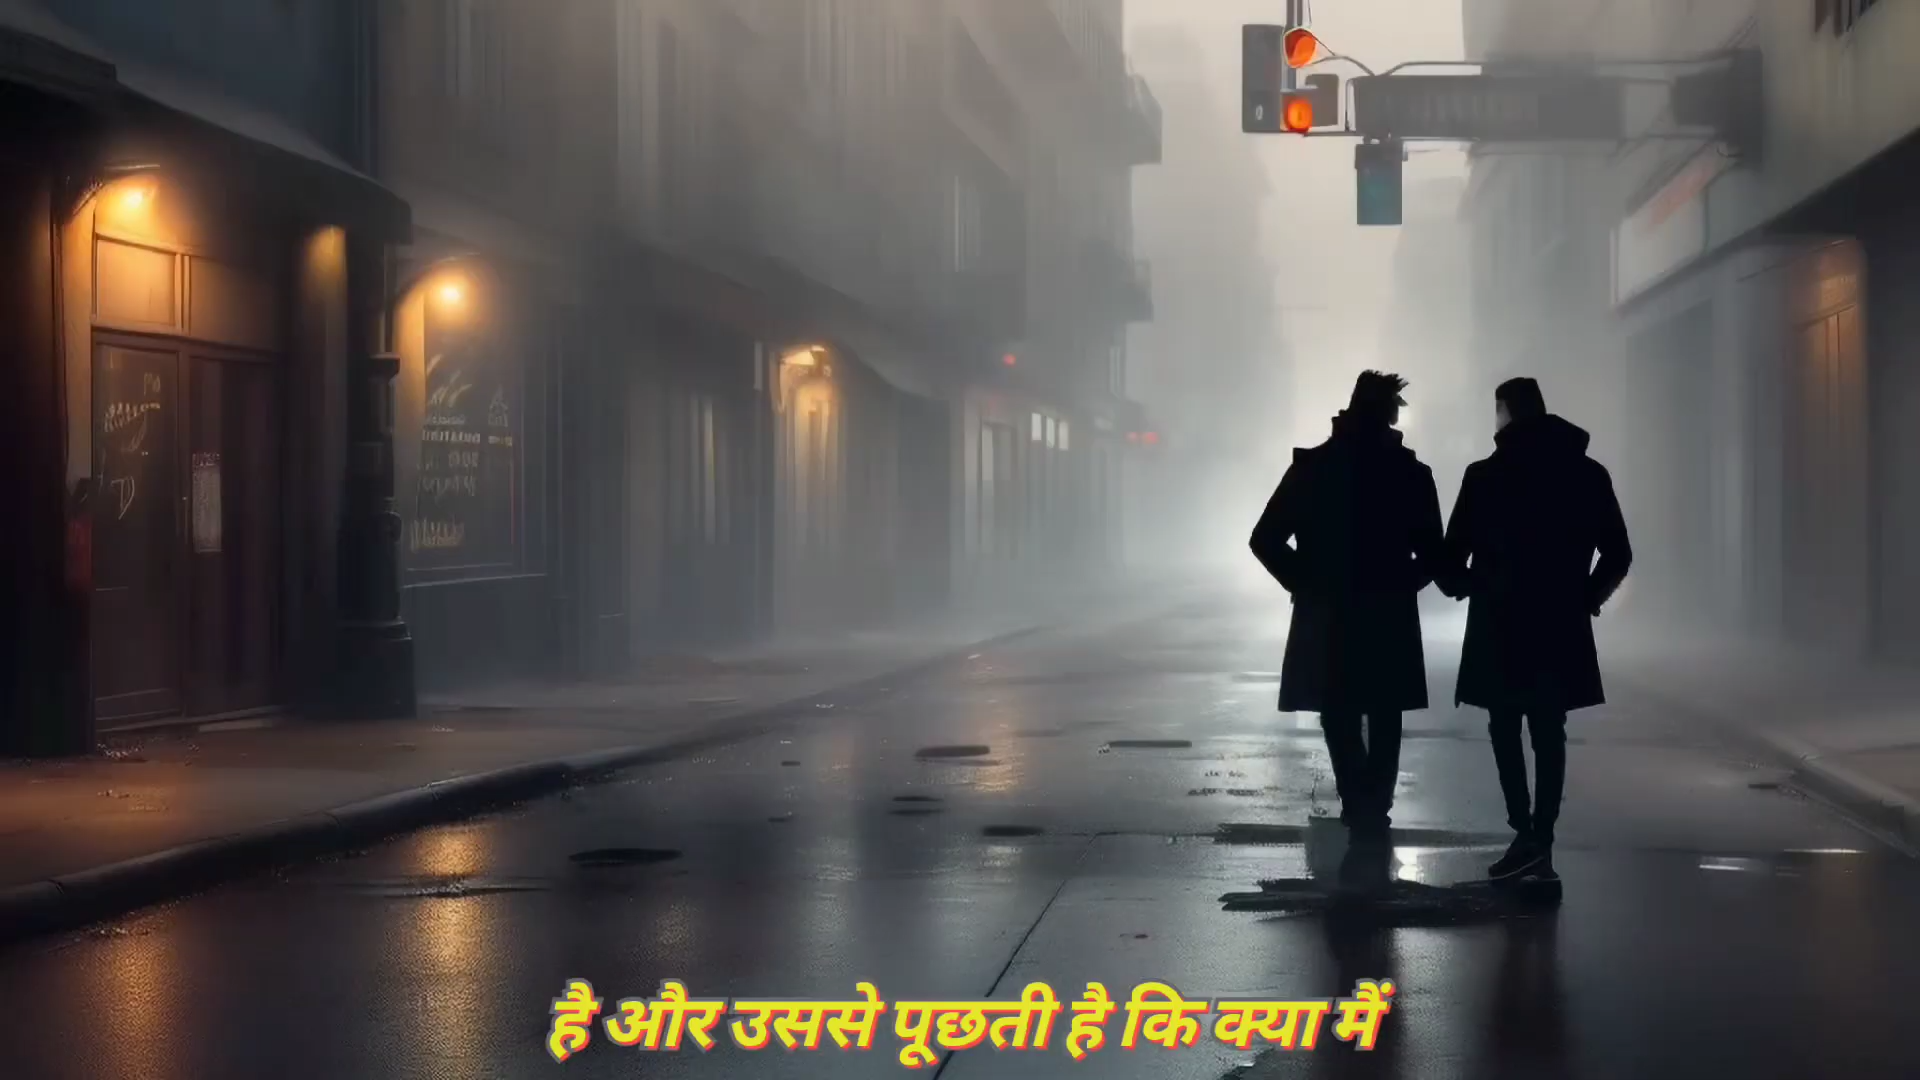 है और उससे पूछती है कि क्या मैं